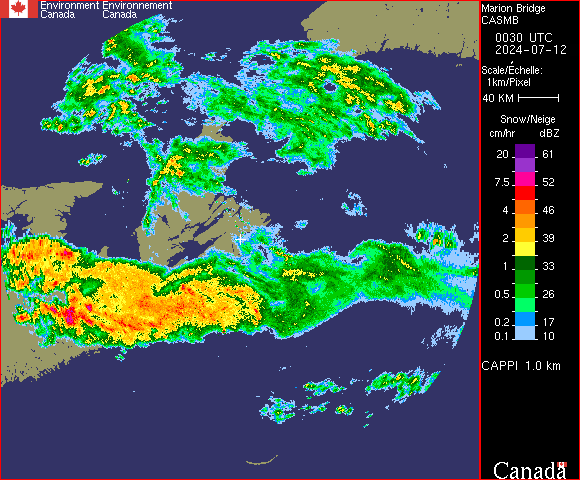 Environment Environnement
Canada Canada
Marion Bridge
CASMB
0030 UTC
2024-07-12
Scale/Échelle:
1km/Pixel
40 KM
Snow/Neige
cm/hr dBZ
20 61
7.5 52
4 46
2 39
1 33
0.5 26
0.2 17
0.1 10
CAPPI 1.0 km
Canada